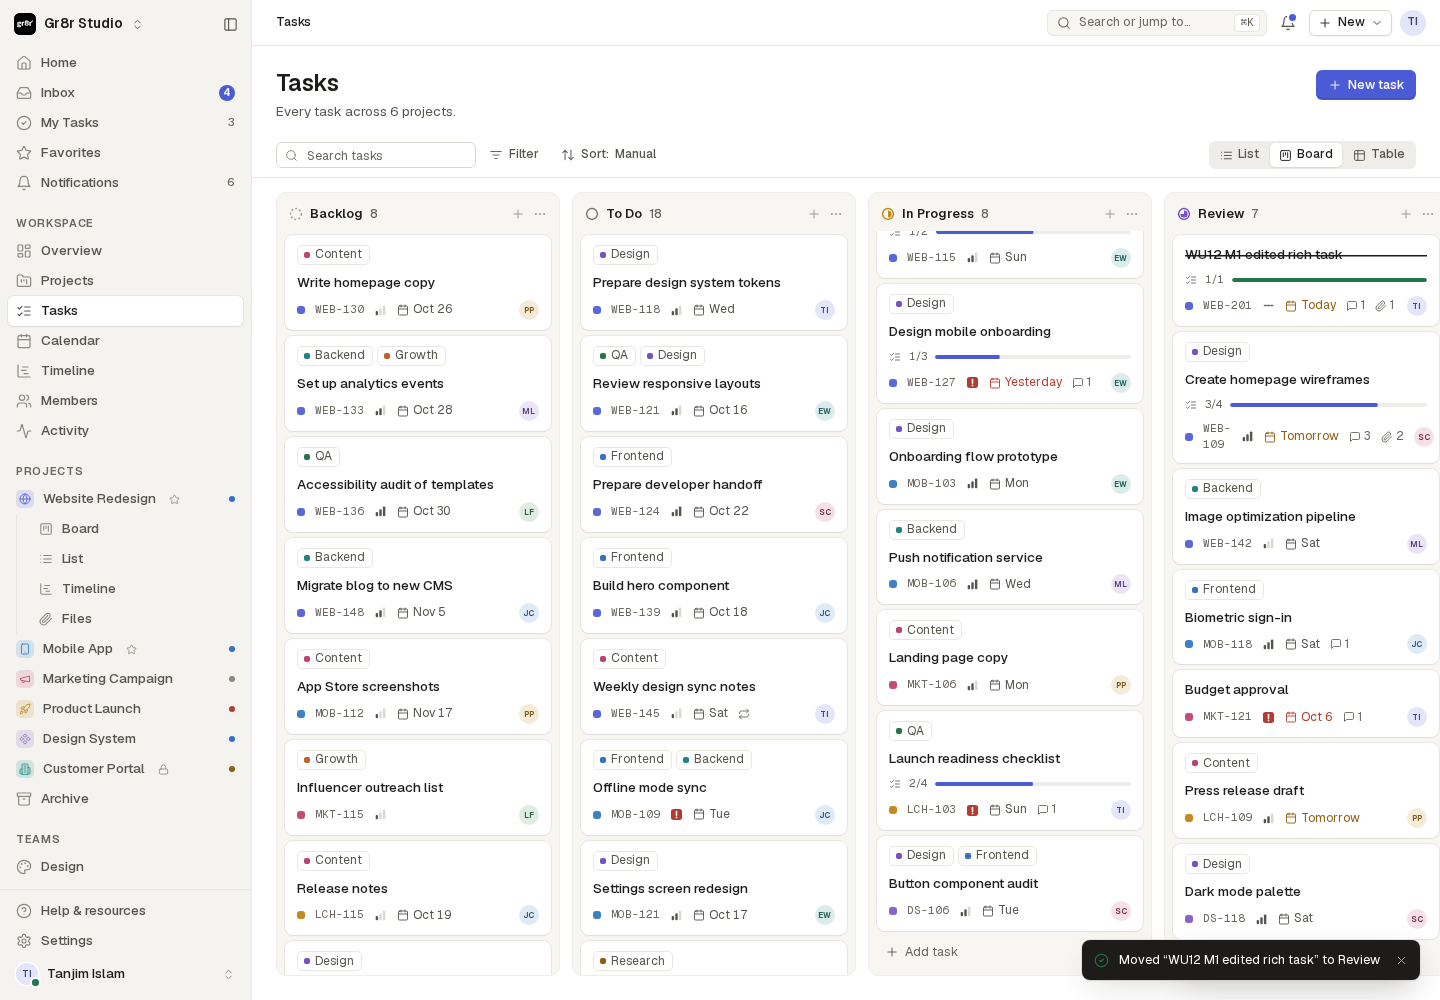 gr8r
Gr8r Studio
Home
Inbox
4
My Tasks
3
Favorites
Notifications
6
WORKSPACE
Overview
Projects
Tasks
Calendar
Timeline
Members
Activity
PROJECTS
Website Redesign
Board
List
Timeline
Files
Mobile App
Marketing Campaign
Product Launch
Design System
Customer Portal
Archive
TEAMS
Design
Help & resources
Settings
TI
Tanjim Islam
Tasks
Search or jump to...
⌘K
New
TI
Tasks
Every task across 6 projects.
New task
Search tasks
Filter
Sort: Manual
List
Board
Table
Backlog 8
Content
Write homepage copy
WEB-130 Oct 26 PP
Backend Growth
Set up analytics events
WEB-133 Oct 28 ML
QA
Accessibility audit of templates
WEB-136 Oct 30 LF
Backend
Migrate blog to new CMS
WEB-148 Nov 5 JC
Content
App Store screenshots
MOB-112 Nov 17 PP
Growth
Influencer outreach list
MKT-115 LF
Content
Release notes
LCH-115 Oct 19 JC
Design
To Do 18
Design
Prepare design system tokens
WEB-118 Wed TI
QA Design
Review responsive layouts
WEB-121 Oct 16 EW
Frontend
Prepare developer handoff
WEB-124 Oct 22 SC
Frontend
Build hero component
WEB-139 Oct 18 JC
Content
Weekly design sync notes
WEB-145 Sat TI
Frontend Backend
Offline mode sync
MOB-109 Tue JC
Design
Settings screen redesign
MOB-121 Oct 17 EW
Research
In Progress 8
1/2
WEB-115 Sun EW
Design
Design mobile onboarding
1/3
WEB-127 Yesterday 1 EW
Design
Onboarding flow prototype
MOB-103 Mon EW
Backend
Push notification service
MOB-106 Wed ML
Content
Landing page copy
MKT-106 Mon PP
QA
Launch readiness checklist
2/4
LCH-103 Sun 1 TI
Design Frontend
Button component audit
DS-106 Tue SC
Add task
Review 7
WU12 M1 edited rich task
1/1
WEB-201 Today 1 1 TI
Design
Create homepage wireframes
3/4
WEB-
109 Tomorrow 3 2 SC
Backend
Image optimization pipeline
WEB-142 Sat ML
Frontend
Biometric sign-in
MOB-118 Sat 1 JC
Budget approval
MKT-121 Oct 6 1 TI
Content
Press release draft
LCH-109 Tomorrow PP
Design
Dark mode palette
DS-118 Sat SC
Moved “WU12 M1 edited rich task” to Review